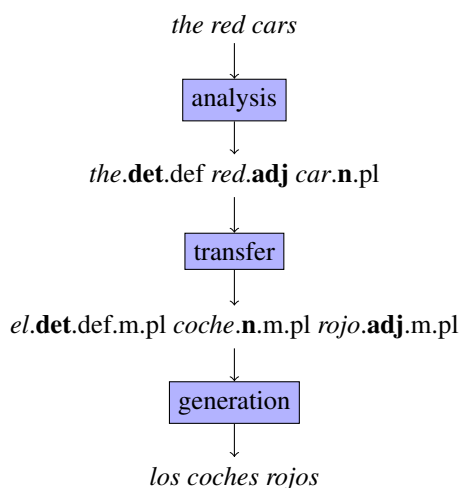 the red cars
analysis
the.det.def red.adj car.n.pl
transfer
el.det.def.m.pl coche.n.m.pl rojo.adj.m.pl
generation
los coches rojos